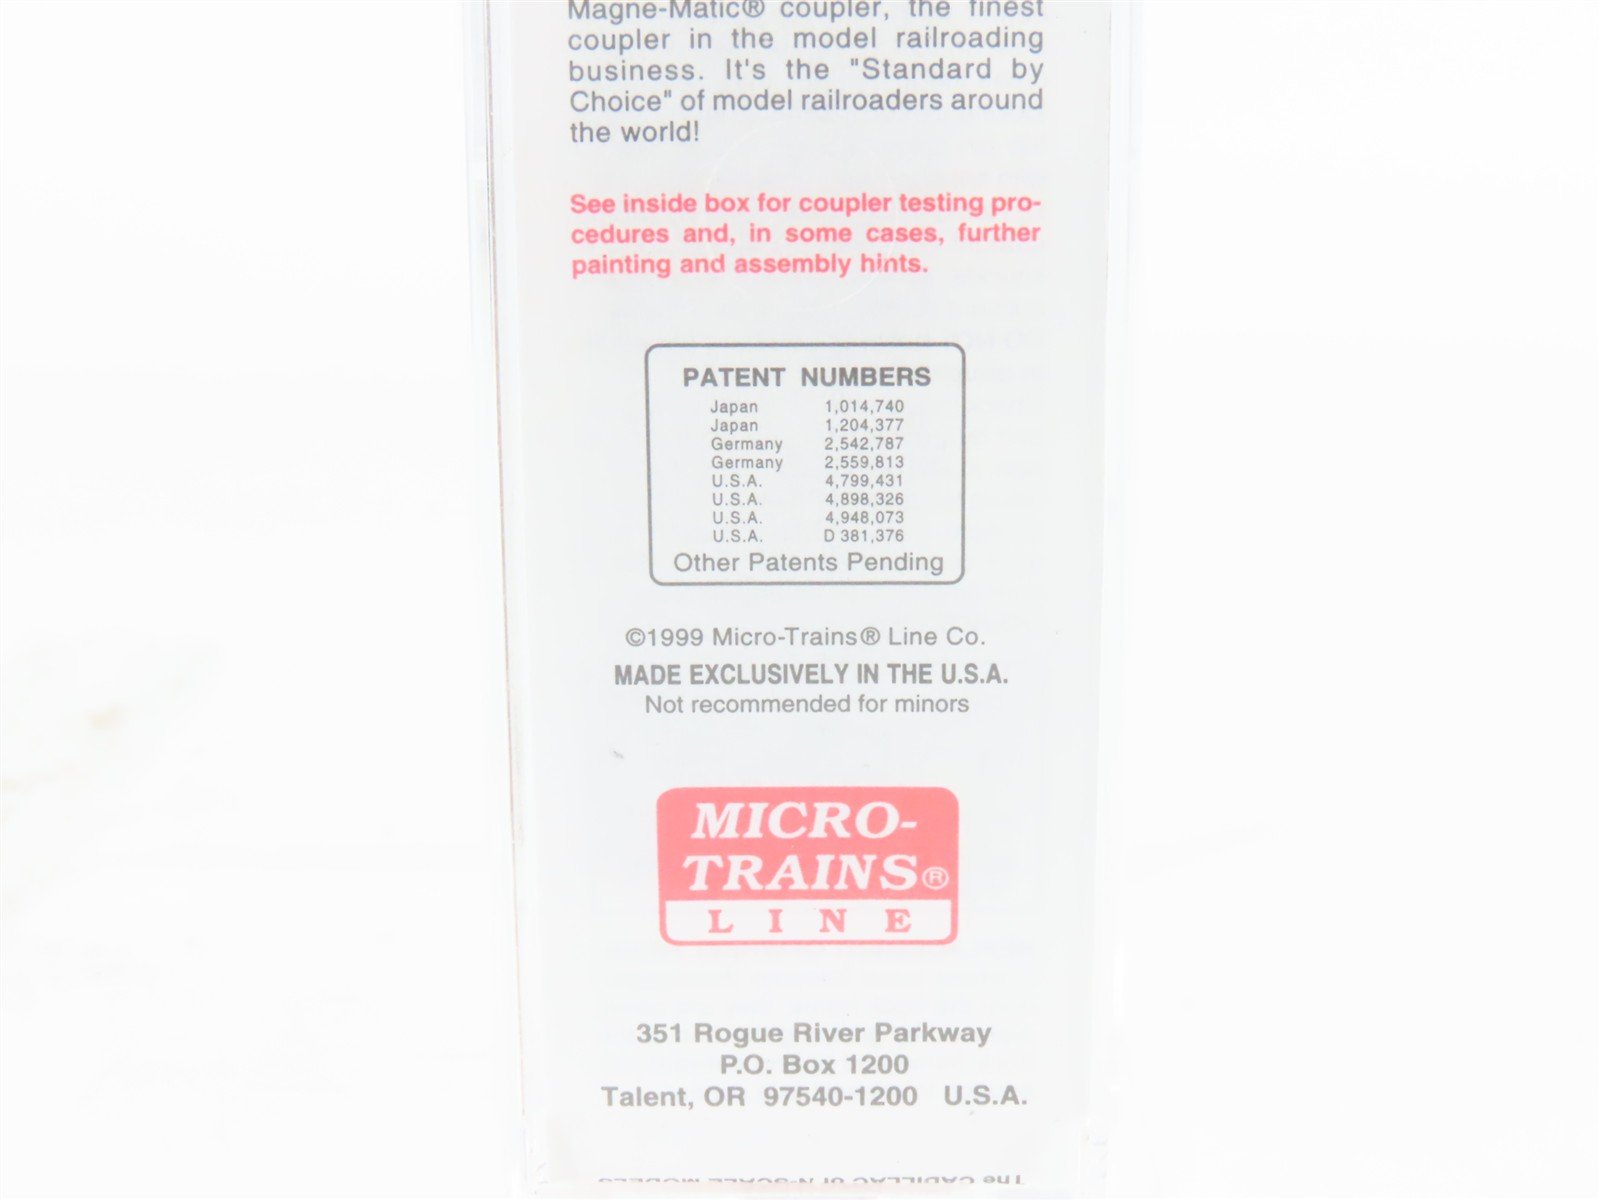 Magne-Matic® coupler, the finest
coupler in the model railroading
business. It's the "Standard by
Choice" of model railroaders around
the world!
See inside box for coupler testing pro-
cedures and, in some cases, further
painting and assembly hints.
PATENT NUMBERS
Japan 1,014,740
Japan 1,204,377
Germany 2,542,787
Germany 2,559,813
U.S.A. 4,799,431
U.S.A. 4,898,326
U.S.A. 4,948,073
U.S.A. D 381,376
Other Patents Pending
©1999 Micro-Trains® Line Co.
MADE EXCLUSIVELY IN THE U.S.A.
Not recommended for minors
MICRO-
TRAINS®
LINE
351 Rogue River Parkway
P.O. Box 1200
Talent, OR 97540-1200 U.S.A.
The CADILLAC of N-SCALE MODELS